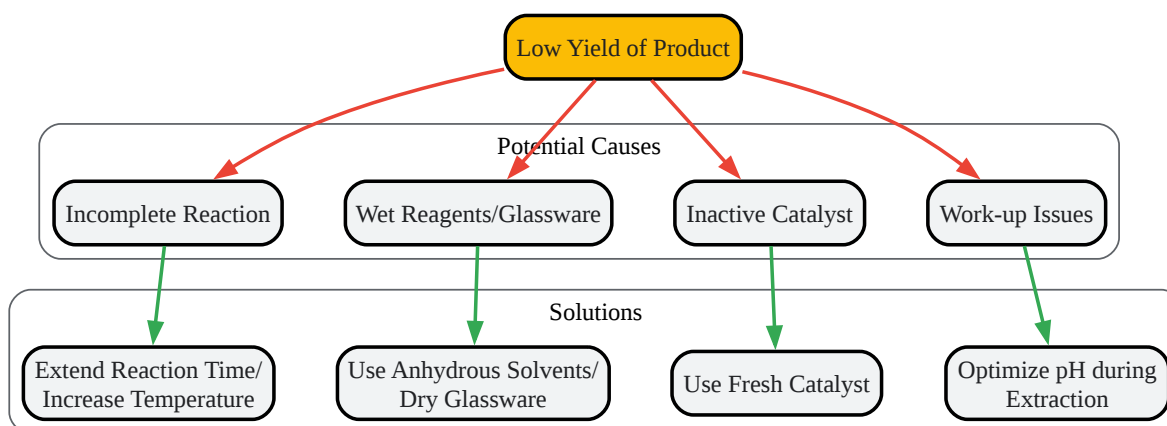 Low Yield of Product
Potential Causes
Incomplete Reaction
Wet Reagents/Glassware
Inactive Catalyst
Work-up Issues
Solutions
Extend Reaction Time/
Increase Temperature
Use Anhydrous Solvents/
Dry Glassware
Use Fresh Catalyst
Optimize pH during
Extraction